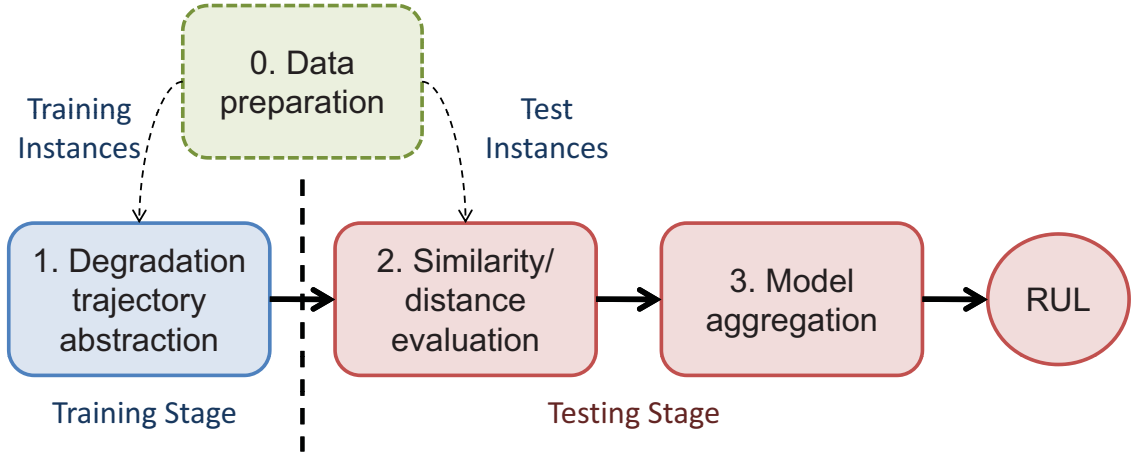 0. Data
preparation
Training
Instances
Test
Instances
1. Degradation
trajectory
abstraction
2. Similarity/
distance
evaluation
3. Model
aggregation
RUL
Training Stage
Testing Stage